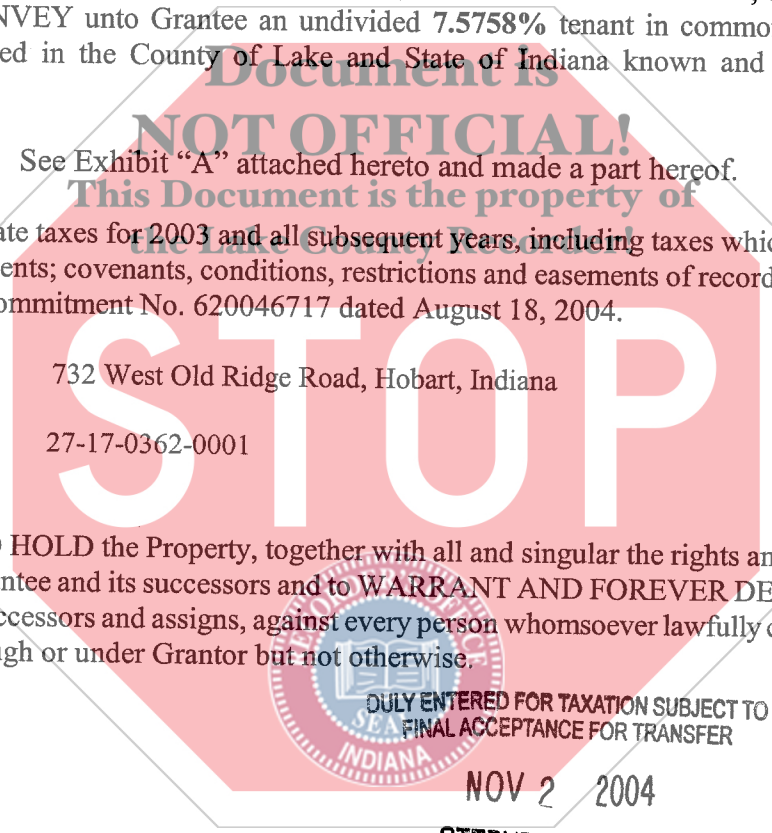 NVEY unto Grantee an undivided 7.5758% tenant in commo
ed in the County of Lake and State of Indiana known and
Document is
NOT OFFICIAL!
See Exhibit “A” attached hereto and made a part hereof.
This Document is the property of
the Lake County Recorder!
ate taxes for 2003 and all subsequent years, including taxes whic
ents; covenants, conditions, restrictions and easements of record
ommitment No. 620046717 dated August 18, 2004.
STOP
732 West Old Ridge Road, Hobart, Indiana
27-17-0362-0001
HOLD the Property, together with all and singular the rights an
ntee and its successors and to WARRANT AND FOREVER DE
ccessors and assigns, against every person whomsoever lawfully c
ugh or under Grantor but not otherwise.
RECORDER'S OFFICE
SEAL
INDIANA
DULY ENTERED FOR TAXATION SUBJECT TO
FINAL ACCEPTANCE FOR TRANSFER
NOV 2 2004